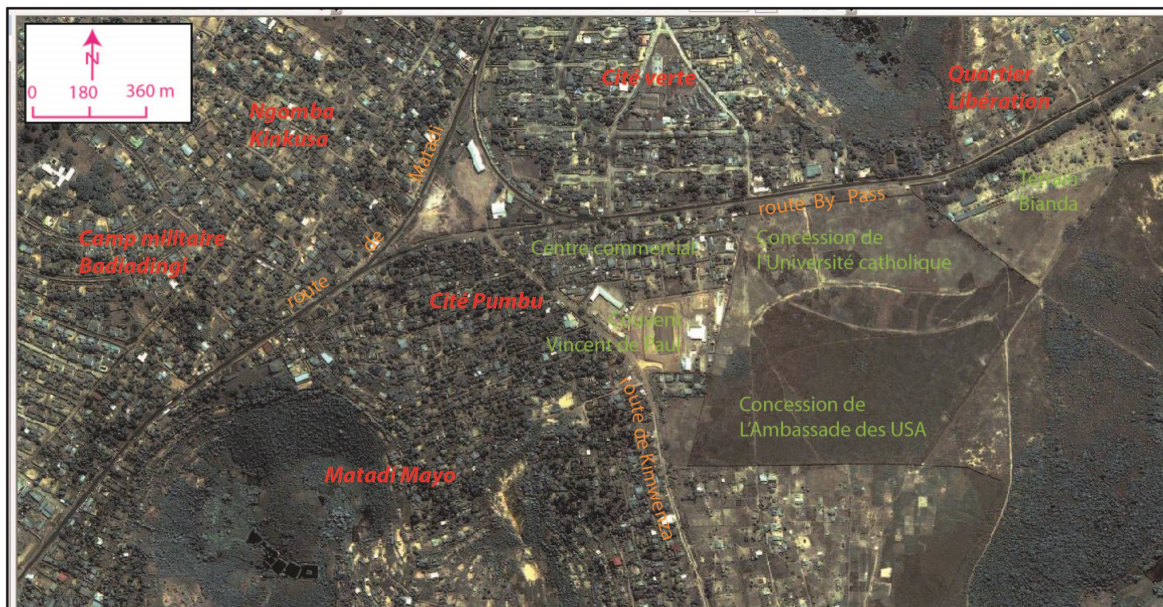 N
0 180 360 m
Ngomba
Kinkusa
Cité verte
Quartier
Libération
route de Matadi
Camp militaire
Badiadingi
Centre commercial
route By Pass
Terrain
Bianda
Concession de
l'Université catholique
Cité Pumbu
Couvent
Vincent de Paul
route de Kimwenza
Concession de
L'Ambassade des USA
Matadi Mayo